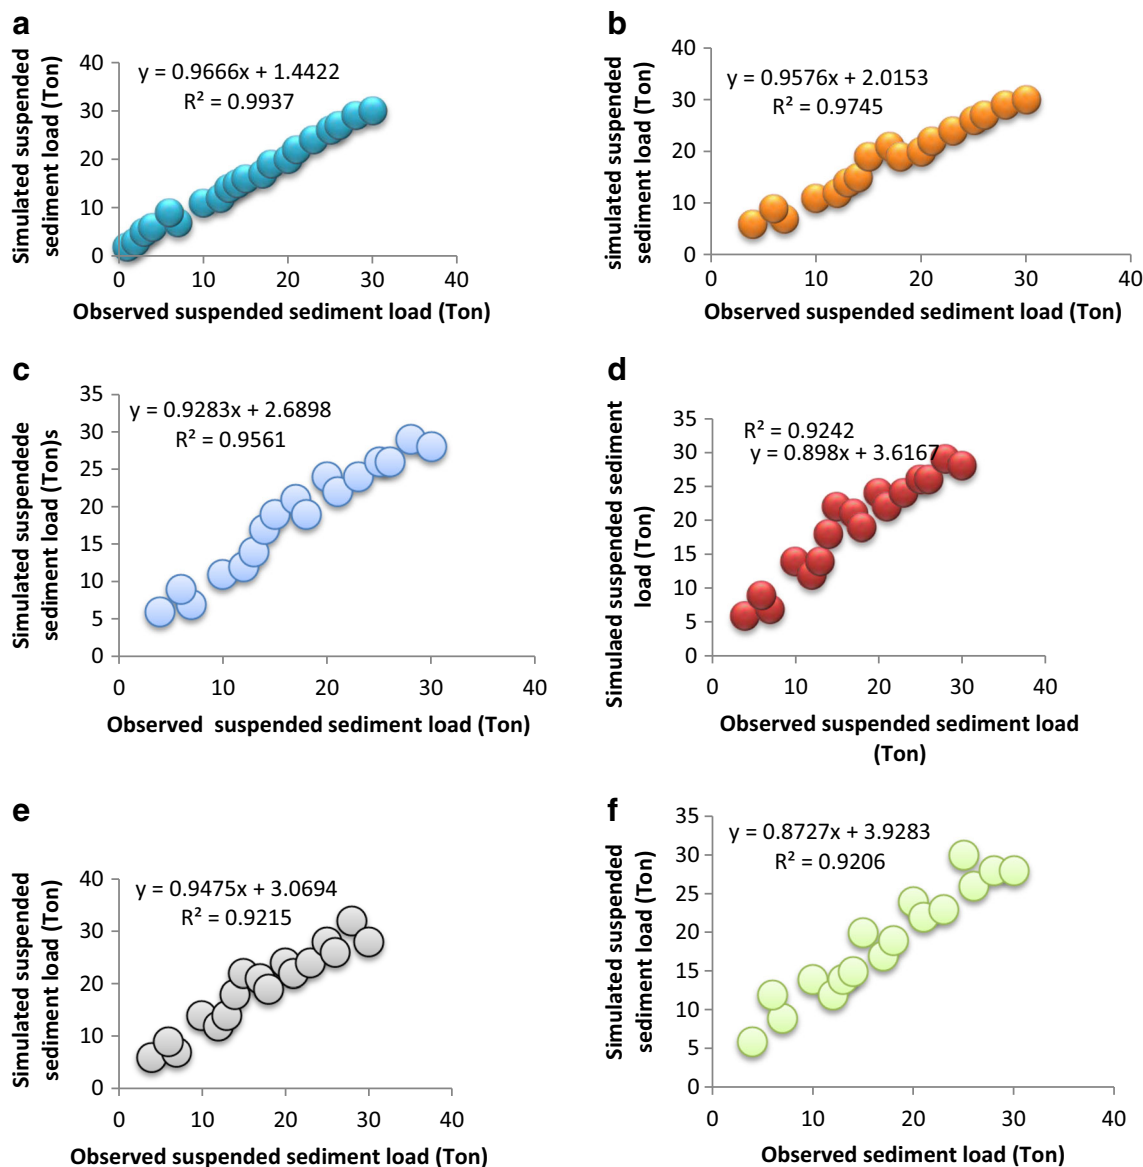 a
Simulated suspended
sediment load (Ton)
40
30
20
10
0
y = 0.9666x + 1.4422
R² = 0.9937
0 10 20 30 40
Observed suspended sediment load (Ton)
b
simulated suspended
sediment load (Ton)
40
30
20
10
0
y = 0.9576x + 2.0153
R² = 0.9745
0 10 20 30 40
Observed suspended sediment load (Ton)
c
Simulated suspende
sediment load (Ton)s
35
30
25
20
15
10
5
0
y = 0.9283x + 2.6898
R² = 0.9561
0 10 20 30 40
Observed suspended sediment load (Ton)
d
Simulaed suspended sediment
load (Ton)
35
30
25
20
15
10
5
0
R² = 0.9242
y = 0.898x + 3.6167
0 10 20 30 40
Observed suspended sediment load
(Ton)
e
Simulated suspended
sediment load (Ton)
40
30
20
10
0
y = 0.9475x + 3.0694
R² = 0.9215
0 10 20 30 40
Observed suspended sediment load (Ton)
f
Simulated suspended
sediment load (Ton)
35
30
25
20
15
10
5
0
y = 0.8727x + 3.9283
R² = 0.9206
0 10 20 30 40
Observed sediment load (Ton)